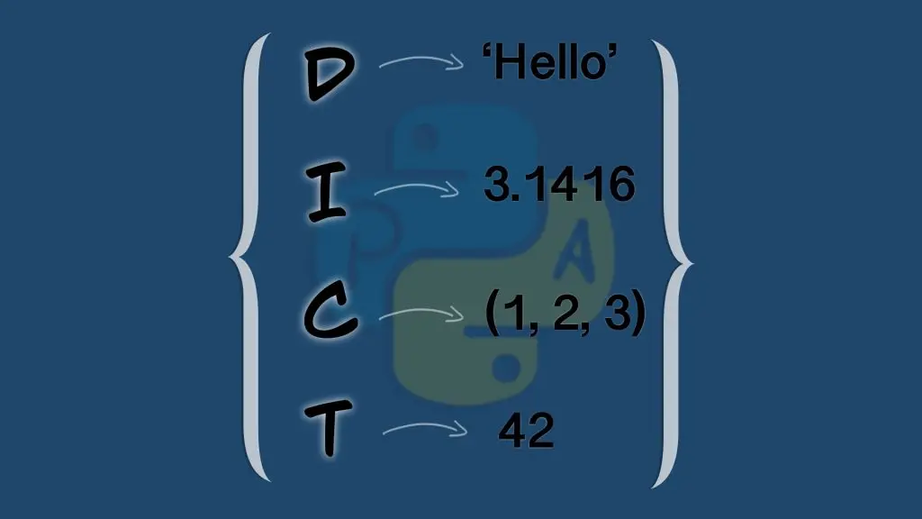 D 'Hello'
I 3.1416
C (1, 2, 3)
T 42
P
A